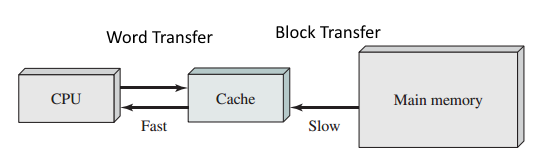 Word Transfer
Block Transfer
CPU
Cache
Main memory
Fast
Slow